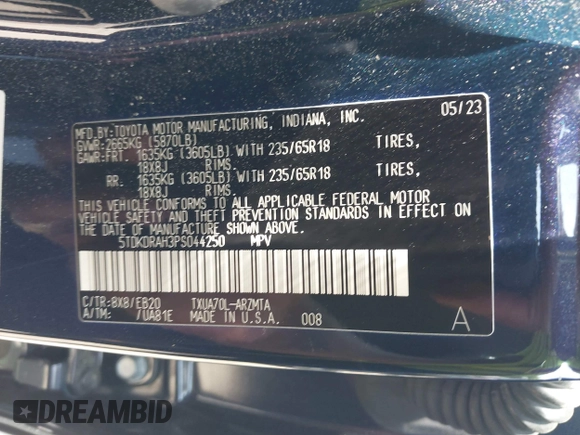 05/23
MFD.BY:TOYOTA MOTOR MANUFACTURING, INDIANA, INC.
GVWR:2665KG (5870LB)
GAWR:FRT. 1635KG (3605LB) WITH 235/65R18 TIRES,
18X8J RIMS.
RR. 1635KG (3605LB) WITH 235/65R18 TIRES,
18X8J RIMS.
THIS VEHICLE CONFORMS TO ALL APPLICABLE FEDERAL MOTOR
VEHICLE SAFETY AND THEFT PREVENTION STANDARDS IN EFFECT ON
THE DATE OF MANUFACTURE SHOWN ABOVE.
5TDKDRAH3PS044250 MPV
C/TR:8X8/EB20 TXUA70L-ARZMTA
A/TM: /UA81E MADE IN U.S.A. 008 A
DREAMBID